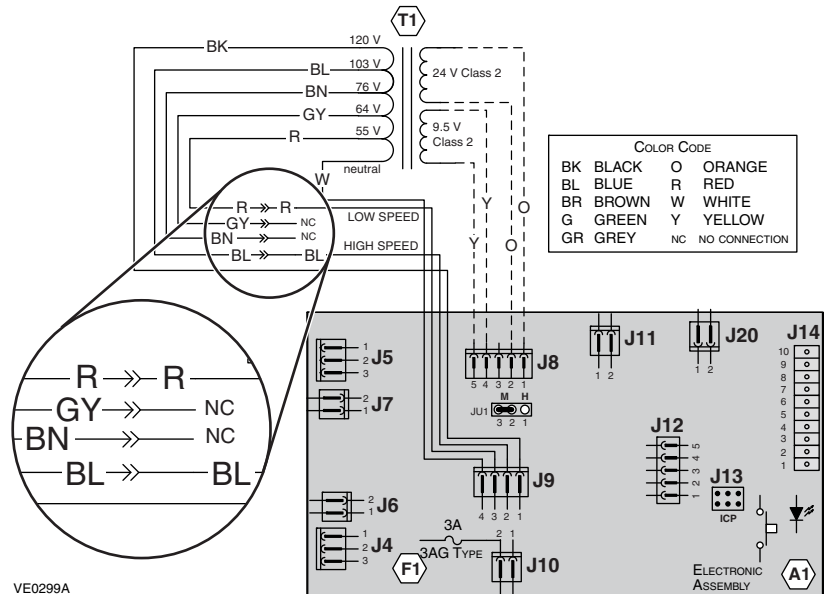 T1
BK
120 V
BL
103 V
24 V Class 2
BN
76 V
GY
64 V
9.5 V
Class 2
R
55 V
neutral
W
COLOR CODE
BK BLACK O ORANGE
BL BLUE R RED
BR BROWN W WHITE
G GREEN Y YELLOW
GR GREY NC NO CONNECTION
R R
LOW SPEED
GY NC
BN NC
HIGH SPEED
BL BL
Y
O
Y
O
R R
GY NC
BN NC
BL BL
J5
1
2
3
J7
2
1
J8
5 4 3 2 1
M H
JU1
3 2 1
J11
1 2
J20
1 2
J14
10
9
8
7
6
5
4
3
2
1
J12
5
4
3
2
1
J13
ICP
J9
4 3 2 1
J6
2
1
J4
1
2
3
3A
3AG TYPE
F1
2 1
J10
ELECTRONIC
ASSEMBLY
A1
VE0299A